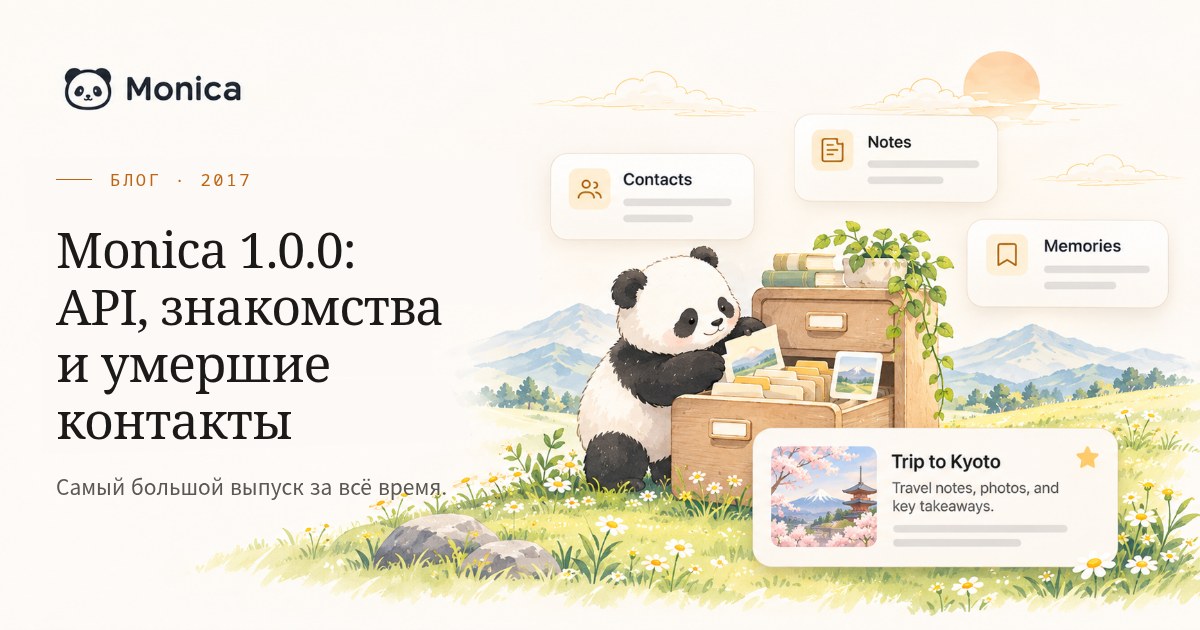 Monica
БЛОГ · 2017
Monica 1.0.0:
API, знакомства
и умершие
контакты
Самый большой выпуск за всё время.
Contacts
Notes
Memories
Trip to Kyoto
Travel notes, photos, and
key takeaways.